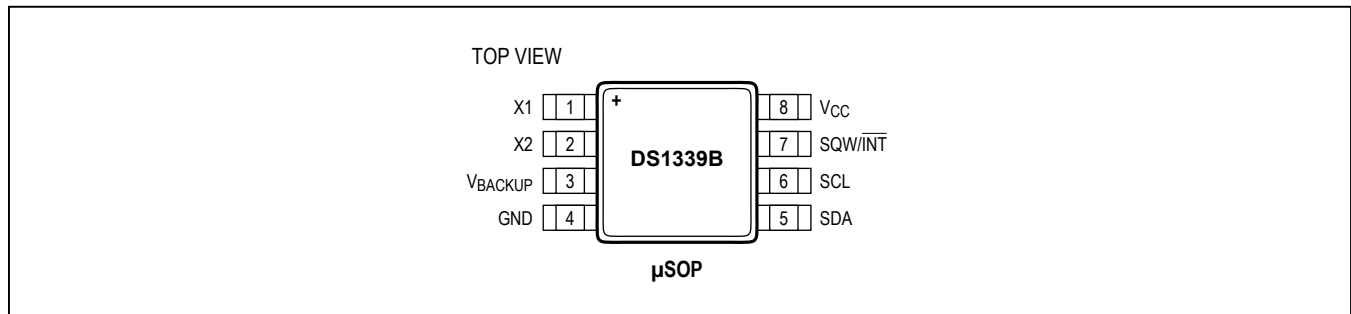 TOP VIEW
X1 1 + 8 VCC
X2 2 DS1339B 7 SQW/INT
VBACKUP 3 6 SCL
GND 4 5 SDA
µSOP